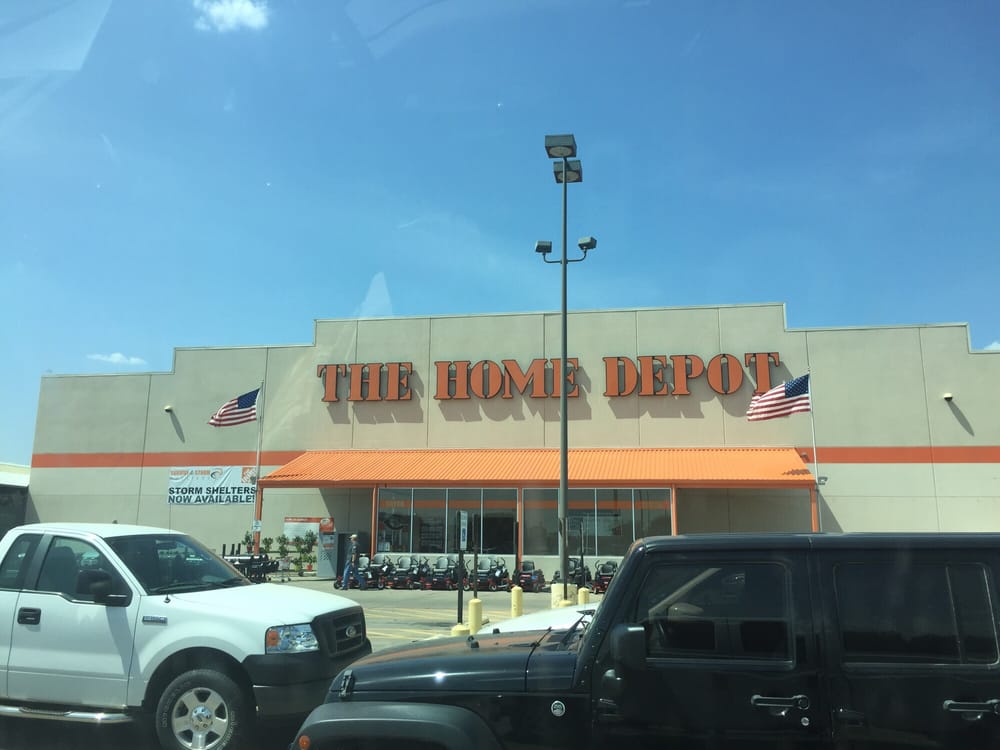 THE HOME DEPOT
STORM SHELTERS
NOW AVAILABLE!